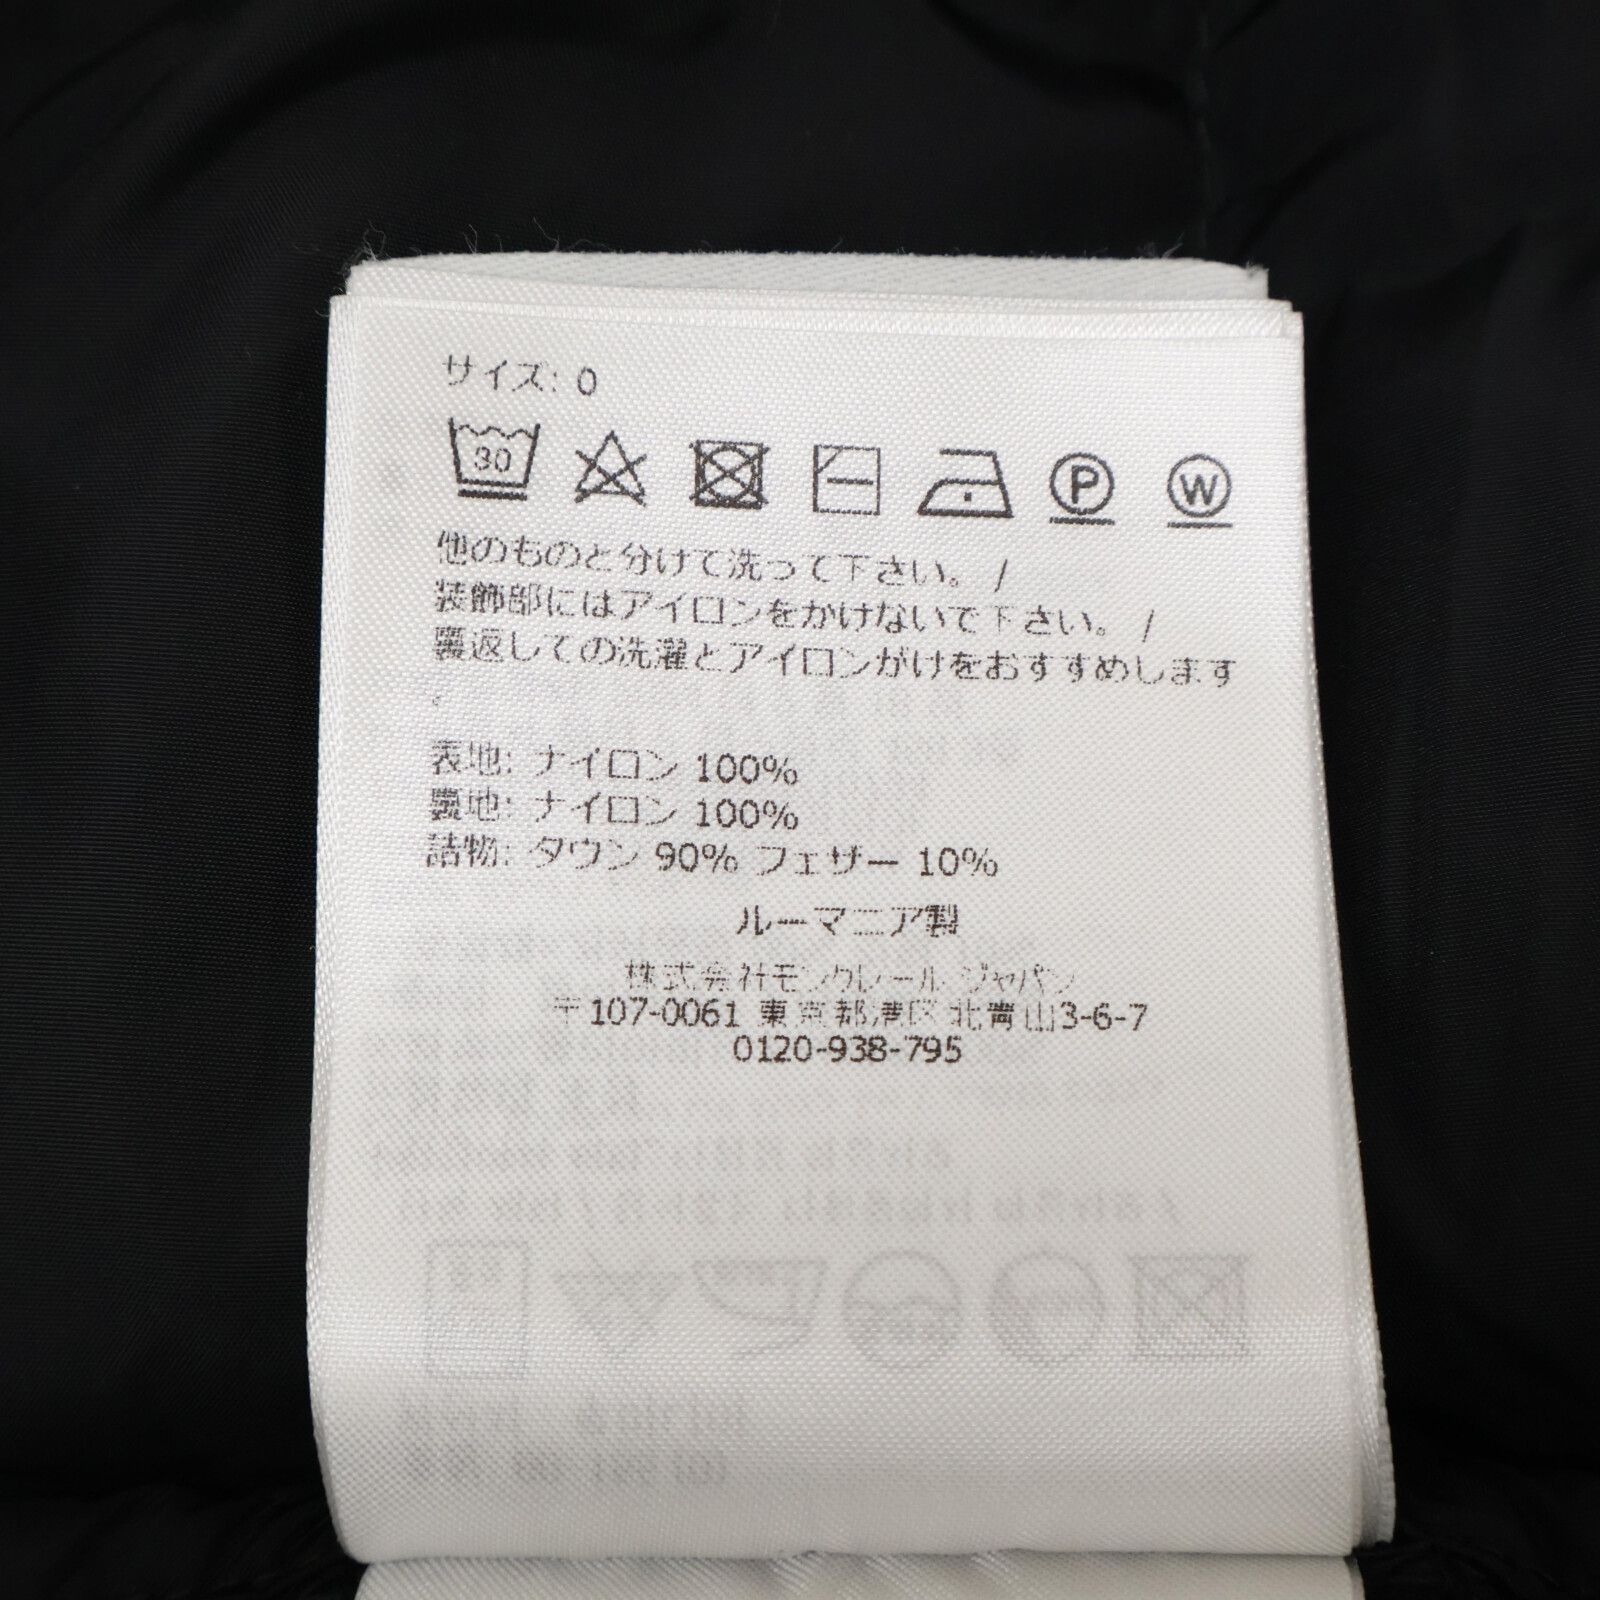 サイズ: 0
30 P W
他のものと分けて洗って下さい。/
装飾部にはアイロンをかけないで下さい。/
裏返しての洗濯とアイロンがけをおすすめします
。
表地: ナイロン 100%
裏地: ナイロン 100%
詰物: ダウン 90% フェザー 10%
ルーマニア製
株式会社モンクレール ジャパン
〒107-0061 東京都港区 北青山3-6-7
0120-938-795